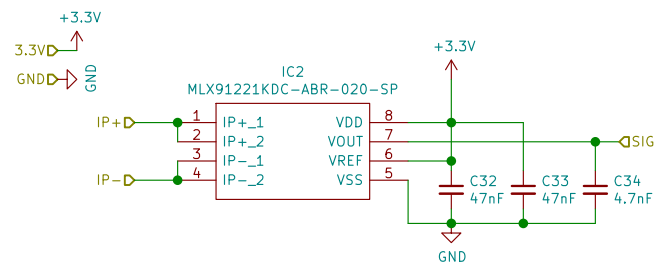 +3.3V
3.3V
GND
GND
+3.3V
IC2
MLX91221KDC-ABR-020-SP
IP+ 1 IP+_1 VDD 8
2 IP+_2 VOUT 7 SIG
3 IP-_1 VREF 6
IP- 4 IP-_2 VSS 5
C32 C33 C34
47nF 47nF 4.7nF
GND